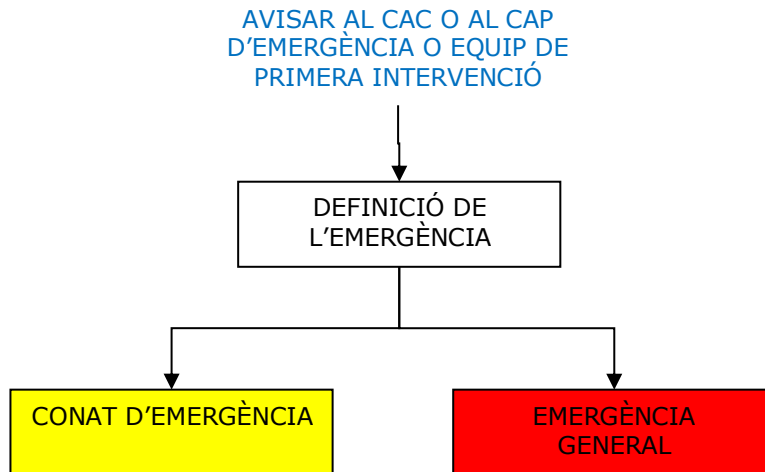 AVISAR AL CAC O AL CAP
D’EMERGÈNCIA O EQUIP DE
PRIMERA INTERVENCIÓ
DEFINICIÓ DE
L’EMERGÈNCIA
CONAT D’EMERGÈNCIA
EMERGÈNCIA
GENERAL